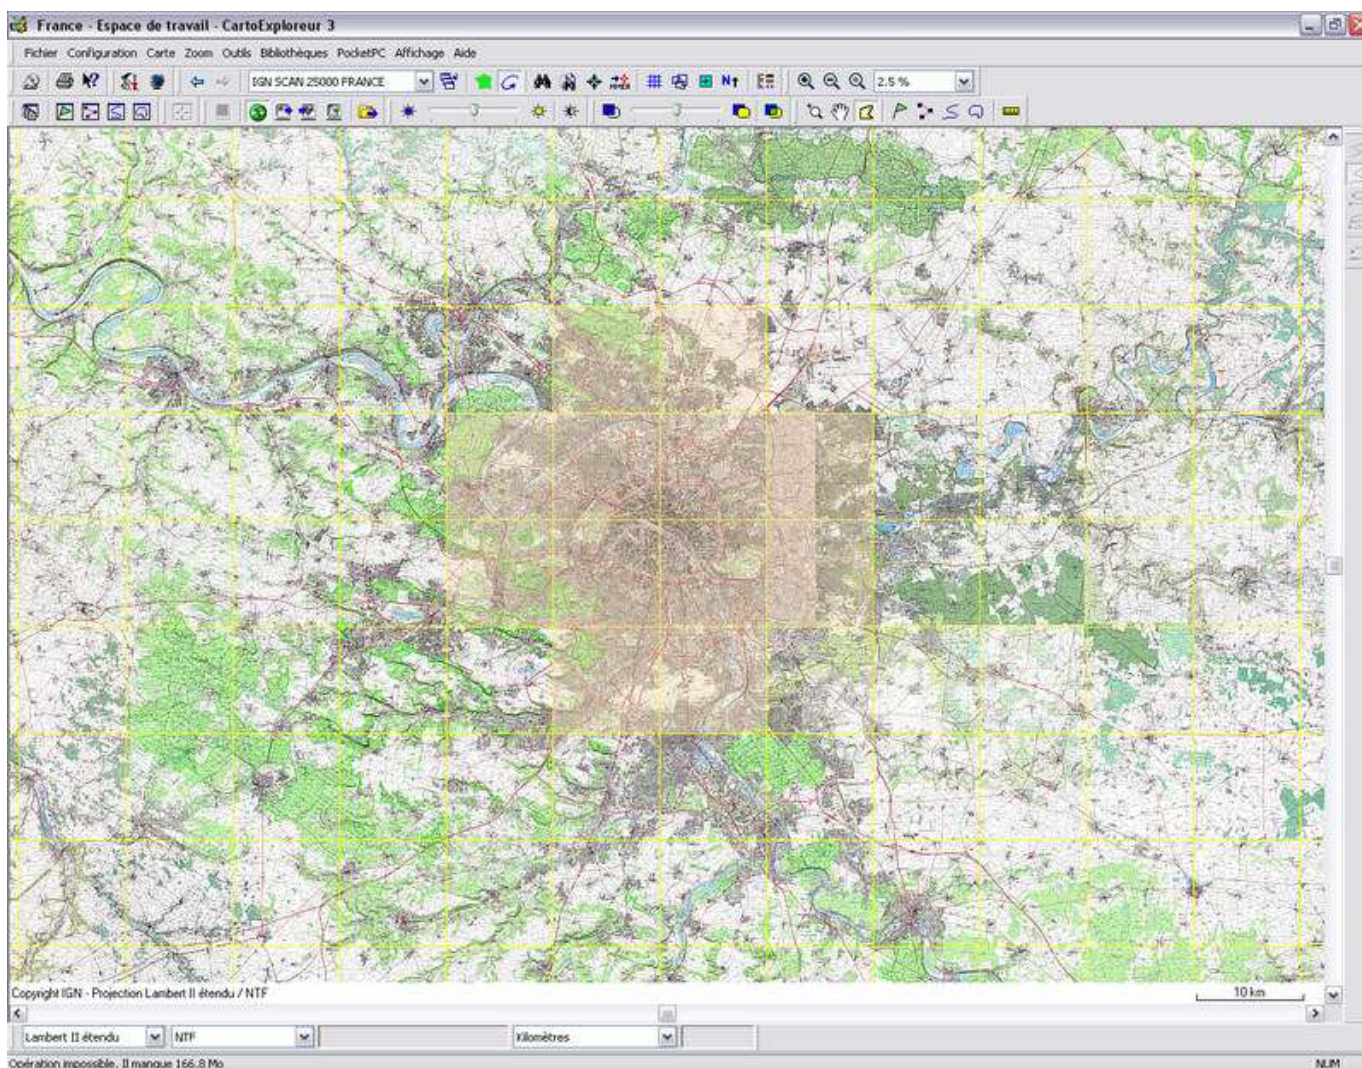 France - Espace de travail - CartoExploreur 3
Fichier Configuration Carte Zoom Outils Bibliothèques PocketPC Affichage Aide
IGN SCAN 25000 FRANCE
2.5 %
Copyright IGN - Projection Lambert II étendu / NTF
10 km
Lambert II étendu NTF Kilomètres
Opération impossible. Il manque 166.8 Mo NUM